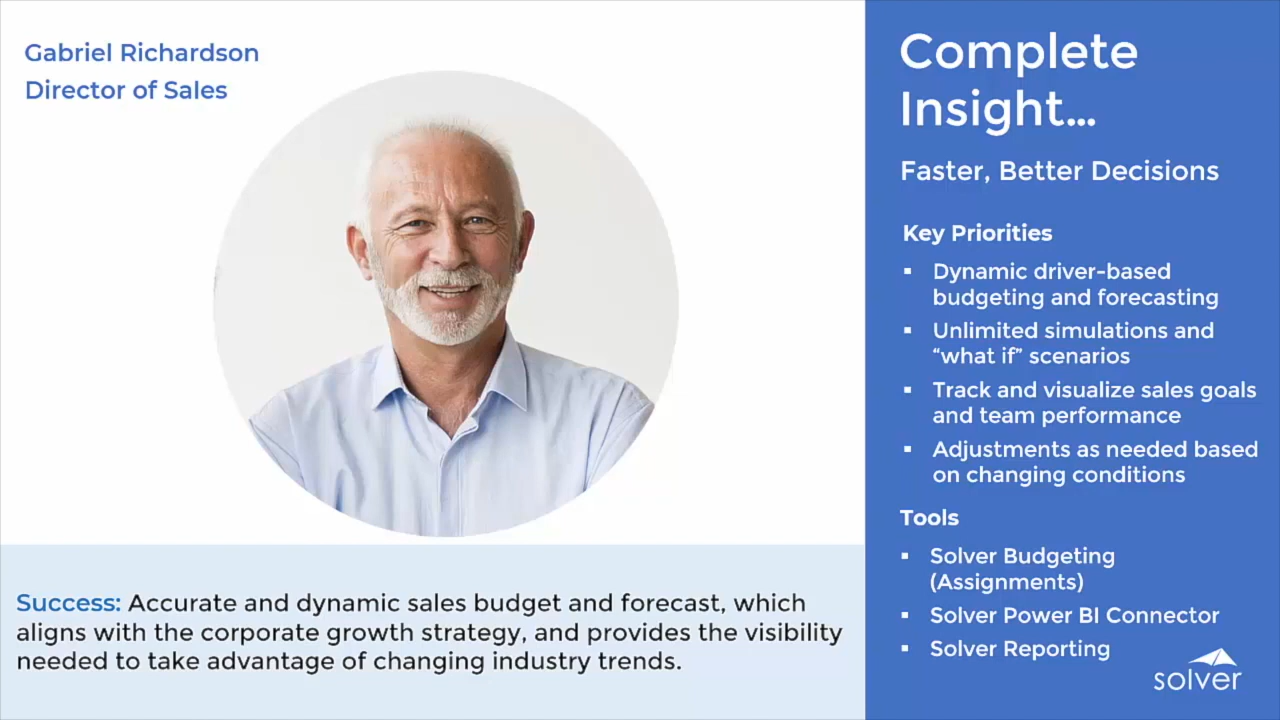 Gabriel Richardson
Director of Sales
Complete
Insight...
Faster, Better Decisions
Key Priorities
▪ Dynamic driver-based
budgeting and forecasting
▪ Unlimited simulations and
“what if” scenarios
▪ Track and visualize sales goals
and team performance
▪ Adjustments as needed based
on changing conditions
Tools
▪ Solver Budgeting
(Assignments)
▪ Solver Power BI Connector
▪ Solver Reporting
solver
Success: Accurate and dynamic sales budget and forecast, which
aligns with the corporate growth strategy, and provides the visibility
needed to take advantage of changing industry trends.